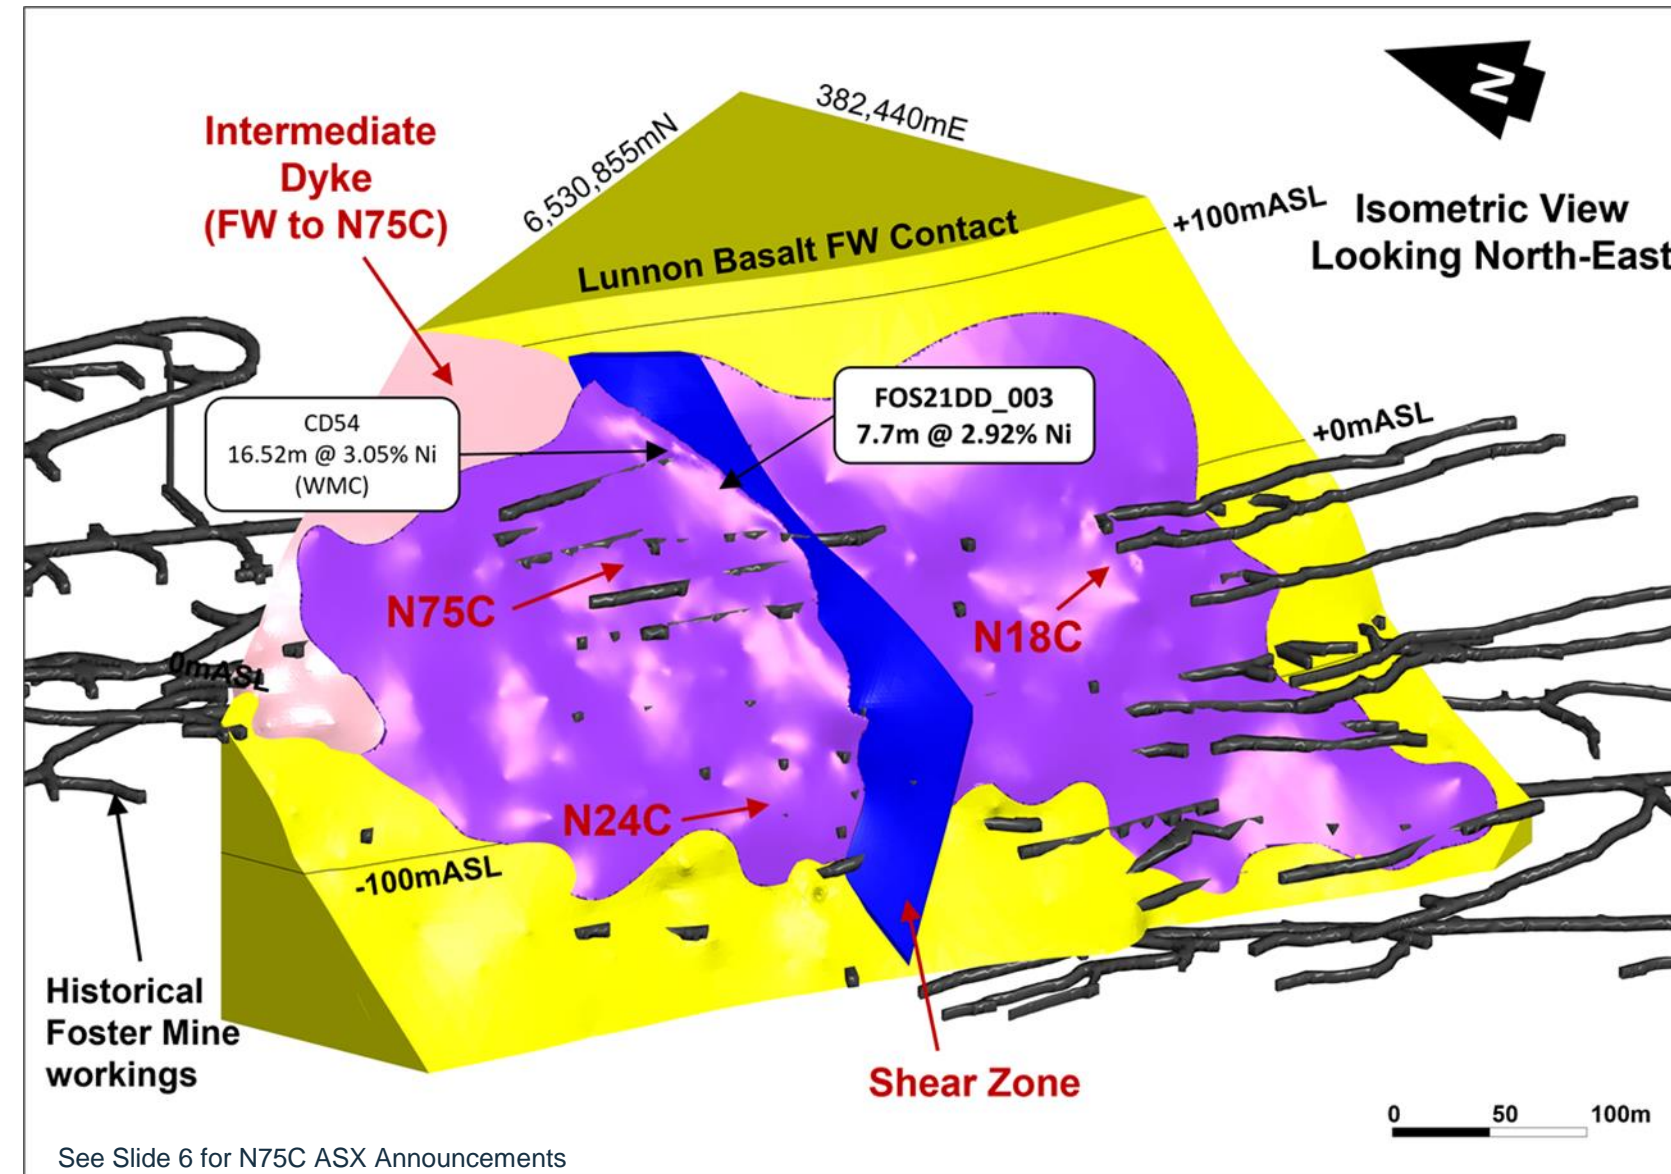 N
382,440mE
6,530,855mN
Intermediate
Dyke
(FW to N75C)
Lunnon Basalt FW Contact
+100mASL
Isometric View
Looking North-East
CD54
16.52m @ 3.05% Ni
(WMC)
FOS21DD_003
7.7m @ 2.92% Ni
+0mASL
N75C
N18C
0mASL
N24C
-100mASL
Historical
Foster Mine
workings
Shear Zone
0 50 100m
See Slide 6 for N75C ASX Announcements